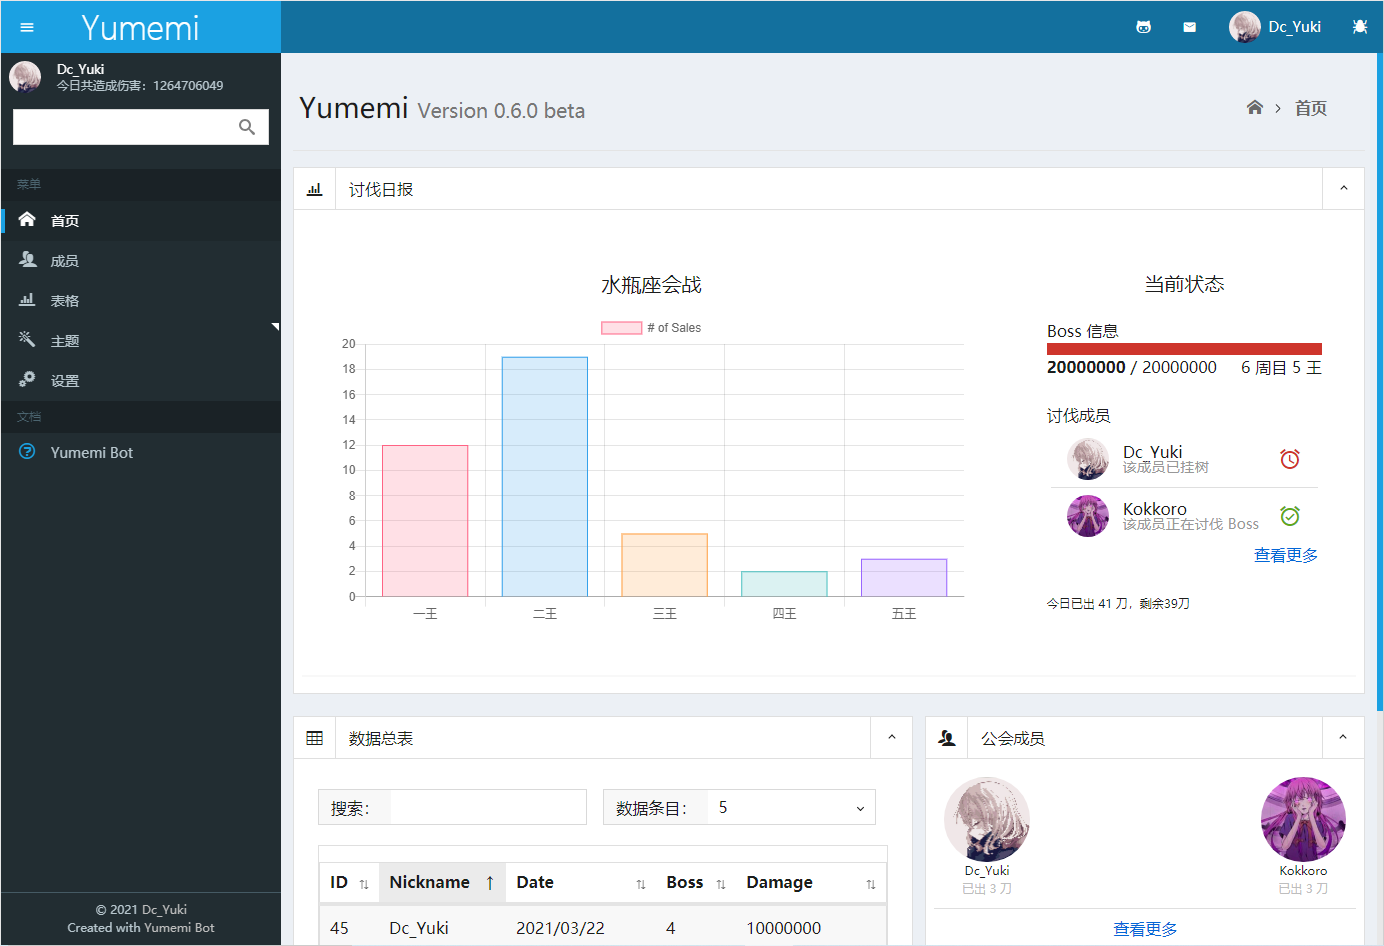 Yumemi
Dc_Yuki
Dc_Yuki
今日共造成伤害：1264706049
菜单
首页
成员
表格
主题
设置
文档
Yumemi Bot
© 2021 Dc_Yuki
Created with Yumemi Bot
Yumemi Version 0.6.0 beta
首页
讨伐日报
水瓶座会战
# of Sales
20
18
16
14
12
10
8
6
4
2
0
一王 二王 三王 四王 五王
当前状态
Boss 信息
20000000 / 20000000 6 周目 5 王
讨伐成员
Dc_Yuki
该成员已挂树
Kokkoro
该成员正在讨伐 Boss
查看更多
今日已出 41 刀，剩余39刀
数据总表
搜索： 数据条目： 5
ID Nickname Date Boss Damage
45 Dc_Yuki 2021/03/22 4 10000000
公会成员
Dc_Yuki
已出 3 刀
Kokkoro
已出 3 刀
查看更多